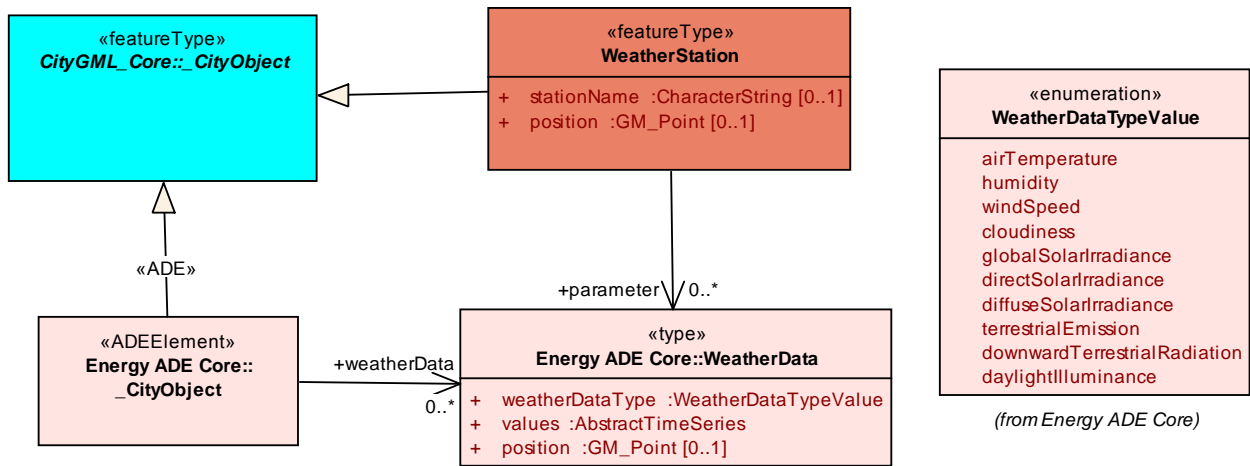 «featureType»
CityGML_Core::_CityObject
«featureType»
WeatherStation
+ stationName :CharacterString [0..1]
+ position :GM_Point [0..1]
«enumeration»
WeatherDataTypeValue
airTemperature
humidity
windSpeed
cloudiness
globalSolarIrradiance
directSolarIrradiance
diffuseSolarIrradiance
terrestrialEmission
downwardTerrestrialRadiation
daylightIlluminance
(from Energy ADE Core)
«ADE»
+parameter 0..*
«ADEElement»
Energy ADE Core::
_CityObject
+weatherData
0..*
«type»
Energy ADE Core::WeatherData
+ weatherDataType :WeatherDataTypeValue
+ values :AbstractTimeSeries
+ position :GM_Point [0..1]